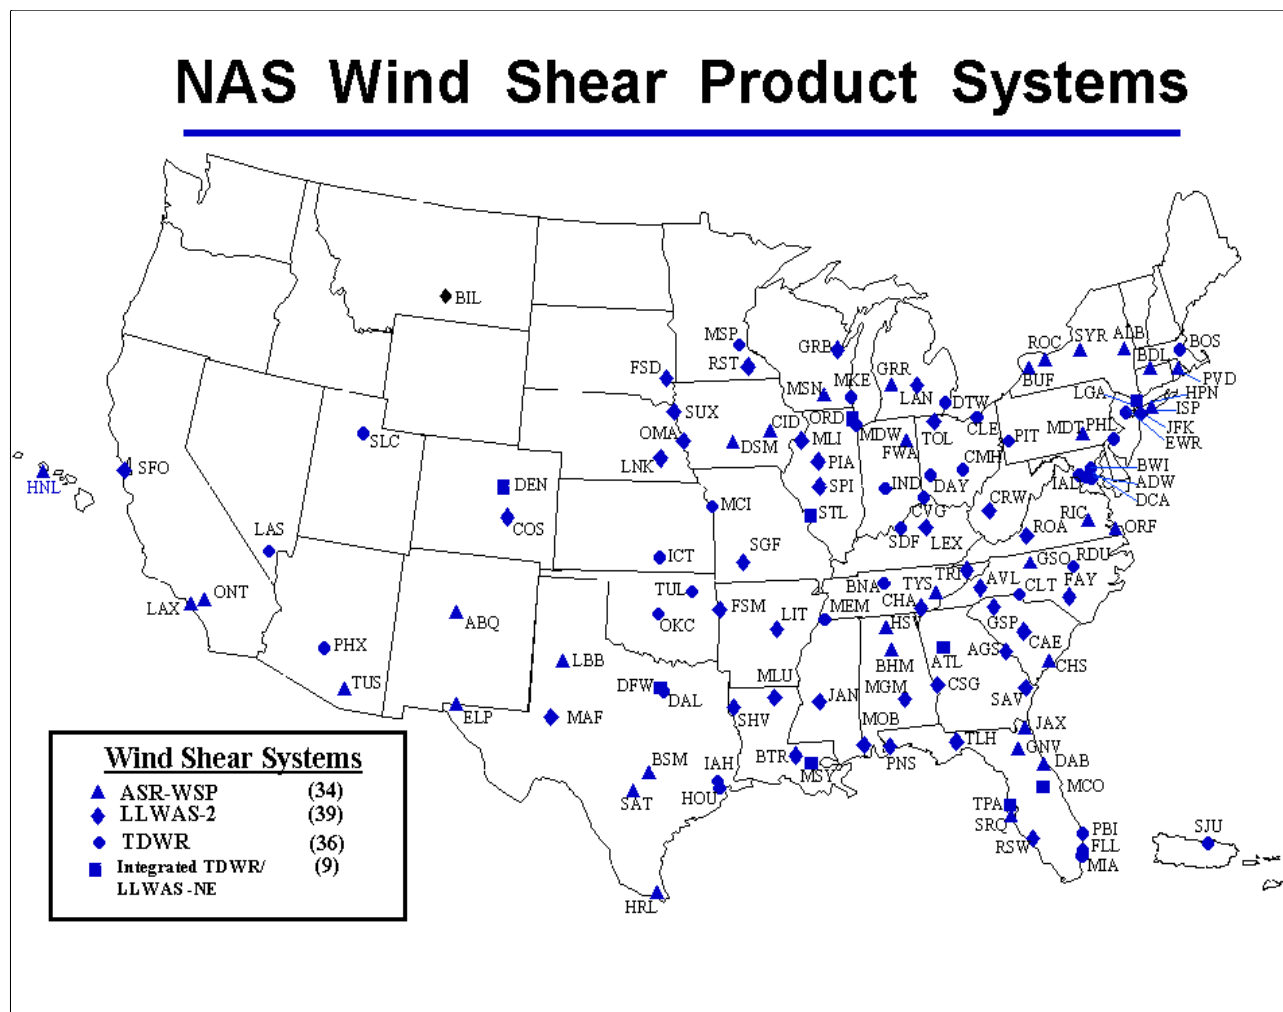 NAS Wind Shear Product Systems
BIL
MSP
RST
GRB
FSD
SUX
MSN
MKE
GRR
LAN
DTW
ROC
SYR
ALB
BOS
BUF
BDL
PVD
LGA
HPN
ISP
JFK
EWR
SLC
OMA
CID
ORD
MDW
FWA
TOL
CLE
PIT
MDT
PHL
SFO
HNL
LNK
DSM
MLI
PIA
CMH
BWI
ADW
DCA
IAD
DEN
COS
MCI
SPI
STL
IND
DAY
CVG
CRW
RIC
ORF
ROA
LAS
ICT
SGF
SDF
LEX
GSO
RDU
TRI
AVL
CLT
FAY
LAX
ONT
TUL
OKC
FSM
BNA
TYS
CHA
MEM
LIT
HSV
GSP
CAE
ABQ
PHX
TUS
LBB
DFW
DAL
MLU
BHM
ATL
AGS
CHS
ELP
MAF
SHV
JAN
MGM
CSG
SAV
MOB
BTR
MSY
PNS
TLH
JAX
GNV
DAB
MCO
BSM
SAT
IAH
HOU
TPA
SRQ
RSW
PBI
FLL
MIA
SJU
HRL
Wind Shear Systems
ASR-WSP (34)
LLWAS-2 (39)
TDWR (36)
Integrated TDWR/ (9)
LLWAS-NE